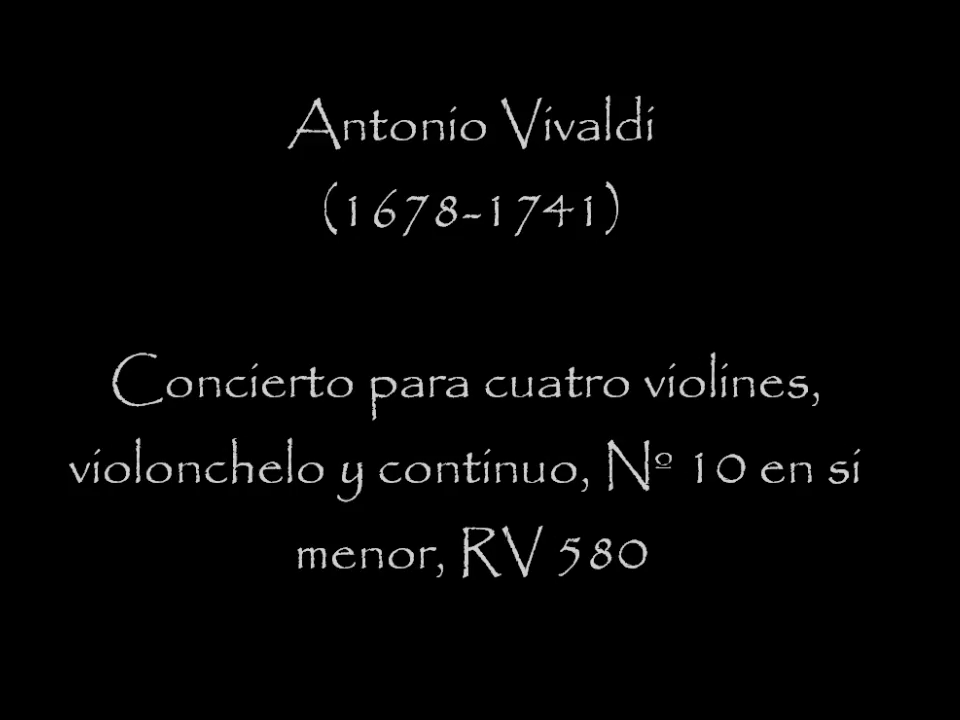 Antonio Vivaldi
(1678-1741)
Concierto para cuatro violines,
violonchelo y continuo, Nº 10 en si
menor, RV 580